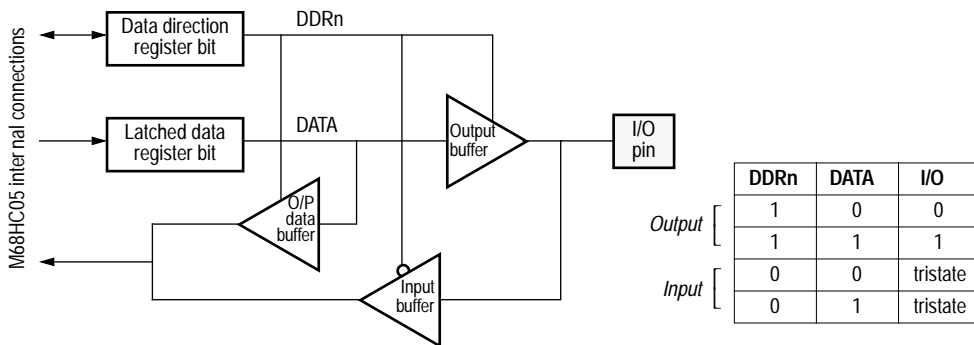 M68HC05 internal connections
Data direction
register bit
DDRn
Latched data
register bit
DATA
Output
buffer
I/O
pin
O/P
data
buffer
Input
buffer
DDRn DATA I/O
Output
1 0 0
1 1 1
Input
0 0 tristate
0 1 tristate